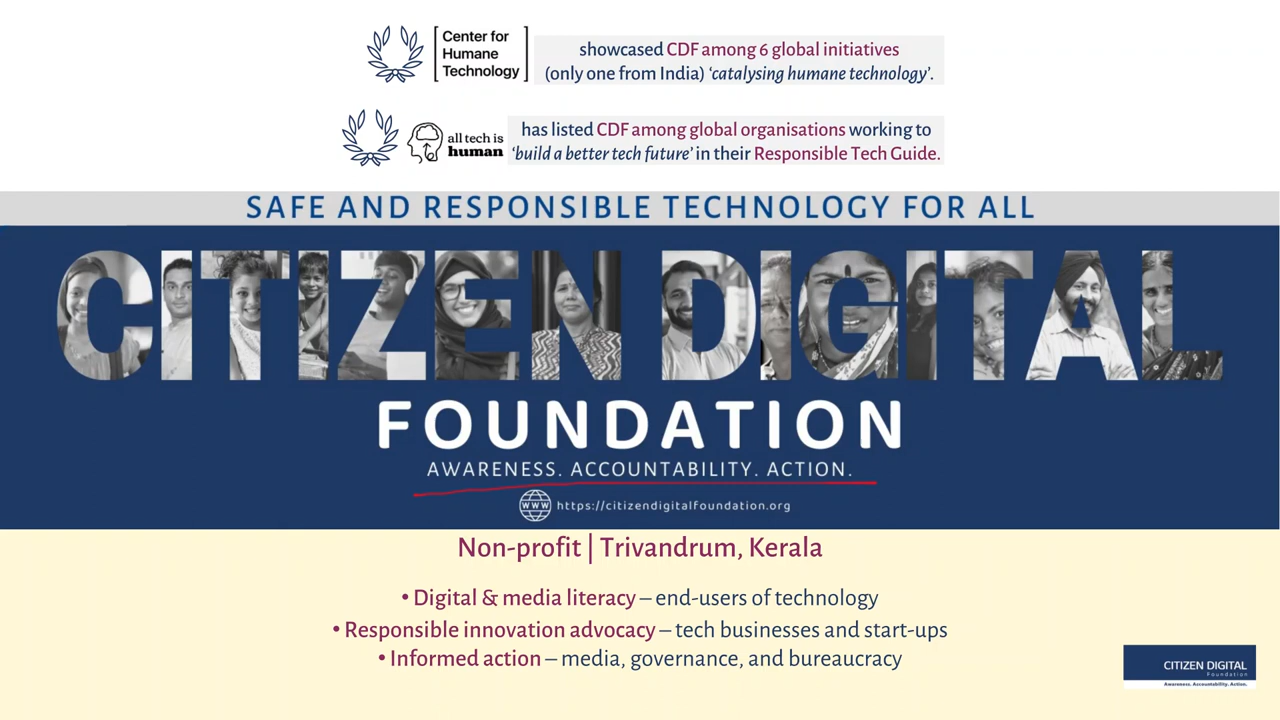 Center for
Humane
Technology
showcased CDF among 6 global initiatives
(only one from India) ‘catalysing humane technology’.
all tech is
human
has listed CDF among global organisations working to
‘build a better tech future’ in their Responsible Tech Guide.
SAFE AND RESPONSIBLE TECHNOLOGY FOR ALL
CITIZEN DIGITAL
FOUNDATION
AWARENESS. ACCOUNTABILITY. ACTION.
WWW https://citizendigitalfoundation.org
Non-profit | Trivandrum, Kerala
• Digital & media literacy – end-users of technology
• Responsible innovation advocacy – tech businesses and start-ups
• Informed action – media, governance, and bureaucracy
CITIZEN DIGITAL
Foundation
Awareness. Accountability. Action.